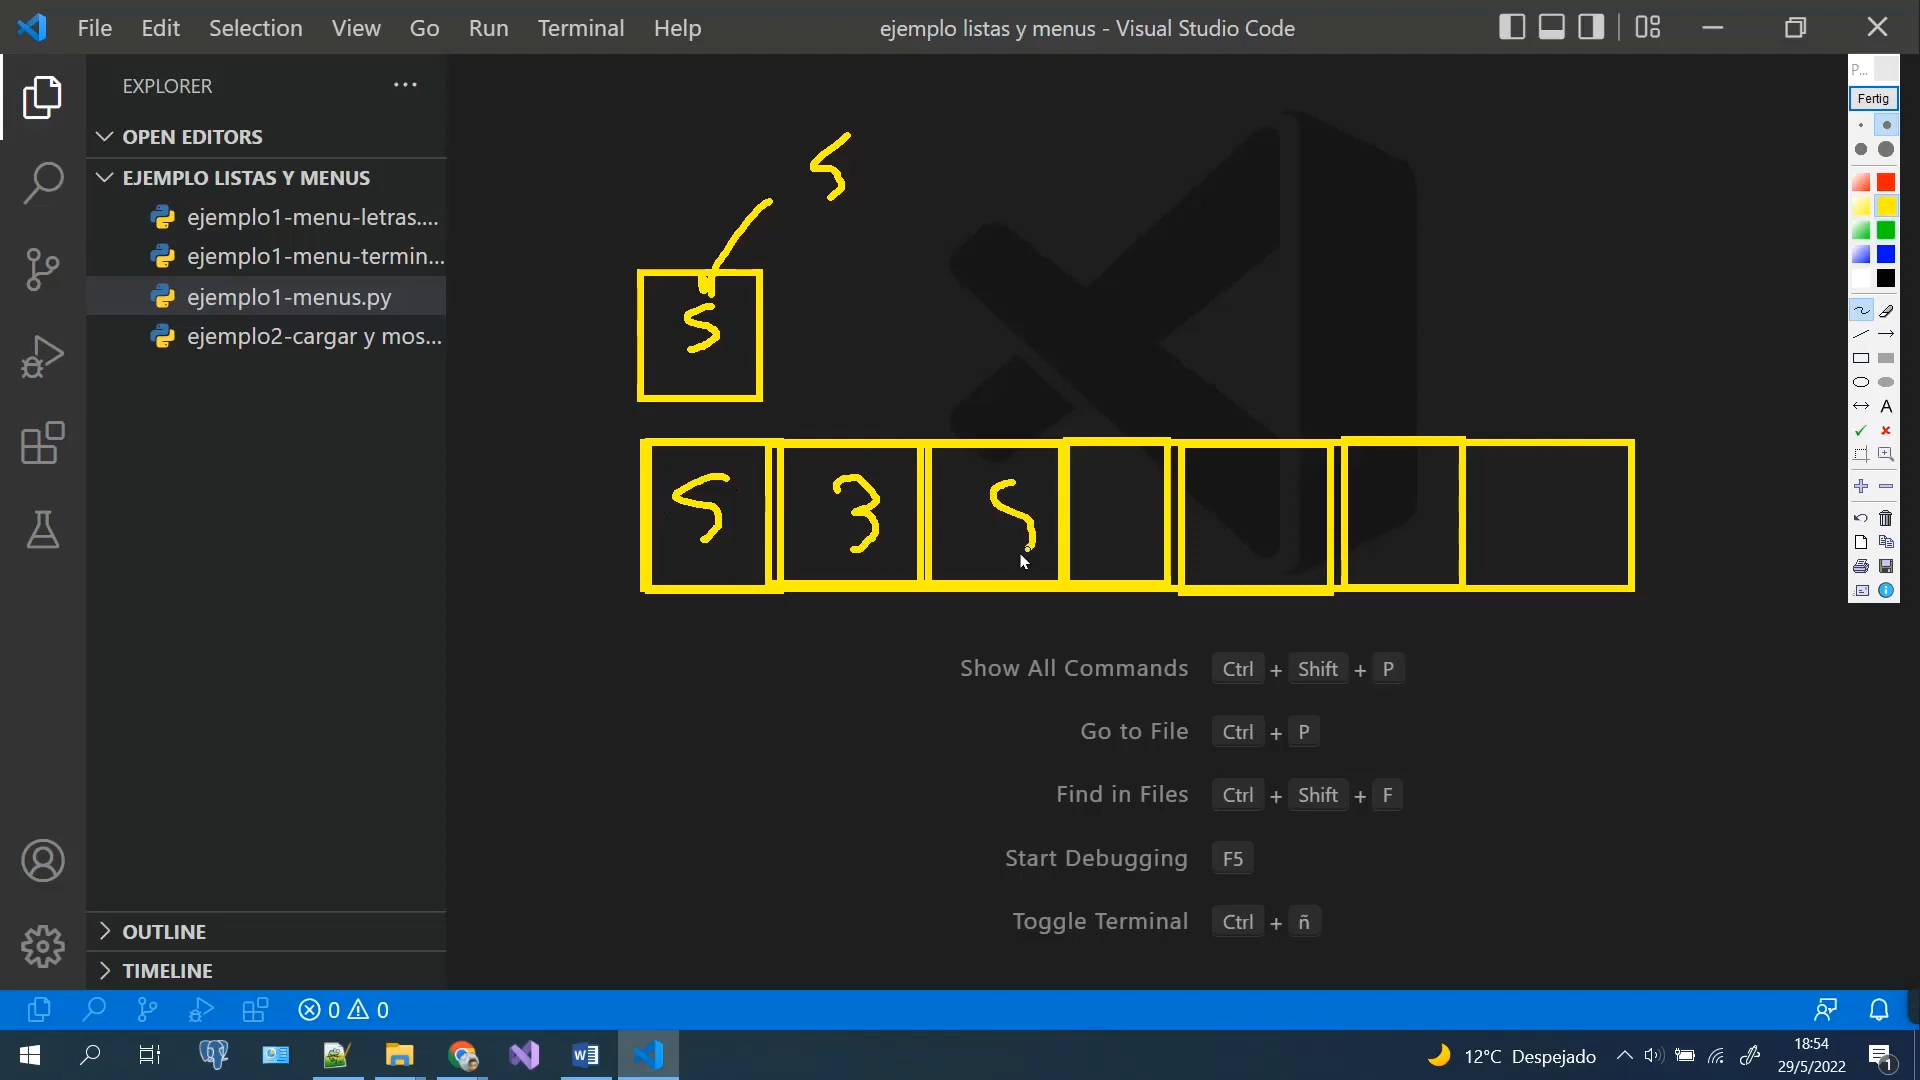 File Edit Selection View Go Run Terminal Help ejemplo listas y menus - Visual Studio Code
P...
Fertig
EXPLORER
OPEN EDITORS
EJEMPLO LISTAS Y MENUS
ejemplo1-menu-letras....
ejemplo1-menu-termin...
ejemplo1-menus.py
ejemplo2-cargar y mos...
5
5
5 3 5
A
Show All Commands Ctrl + Shift + P
Go to File Ctrl + P
Find in Files Ctrl + Shift + F
Start Debugging F5
Toggle Terminal Ctrl + ñ
OUTLINE
TIMELINE
0 0
12°C Despejado
18:54
29/5/2022
1